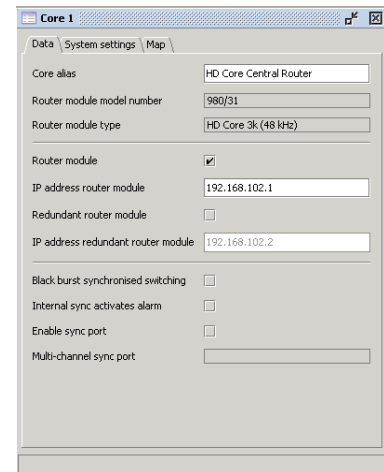 Core 1
Data System settings Map
Core alias HD Core Central Router
Router module model number 980/31
Router module type HD Core 3k (48 kHz)
Router module
IP address router module 192.168.102.1
Redundant router module
IP address redundant router module 192.168.102.2
Black burst synchronised switching
Internal sync activates alarm
Enable sync port
Multi-channel sync port